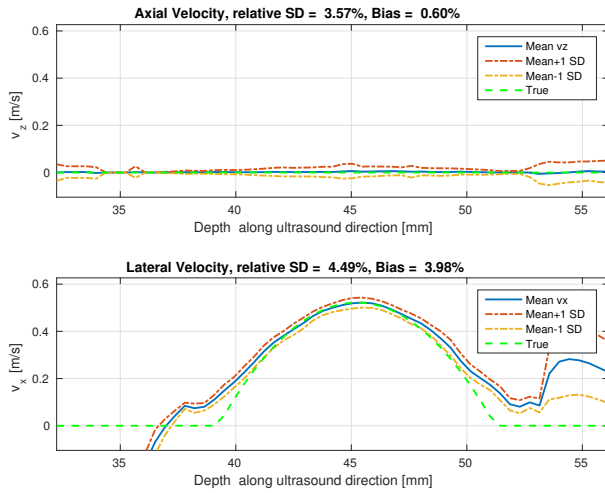 Axial Velocity, relative SD = 3.57%, Bias = 0.60%
0.6
0.4
0.2
0
v z [m/s]
Mean vz
Mean+1 SD
Mean-1 SD
True
35 40 45 50 55
Depth along ultrasound direction [mm]
Lateral Velocity, relative SD = 4.49%, Bias = 3.98%
0.6
0.4
0.2
0
v x [m/s]
Mean vx
Mean+1 SD
Mean-1 SD
True
35 40 45 50 55
Depth along ultrasound direction [mm]